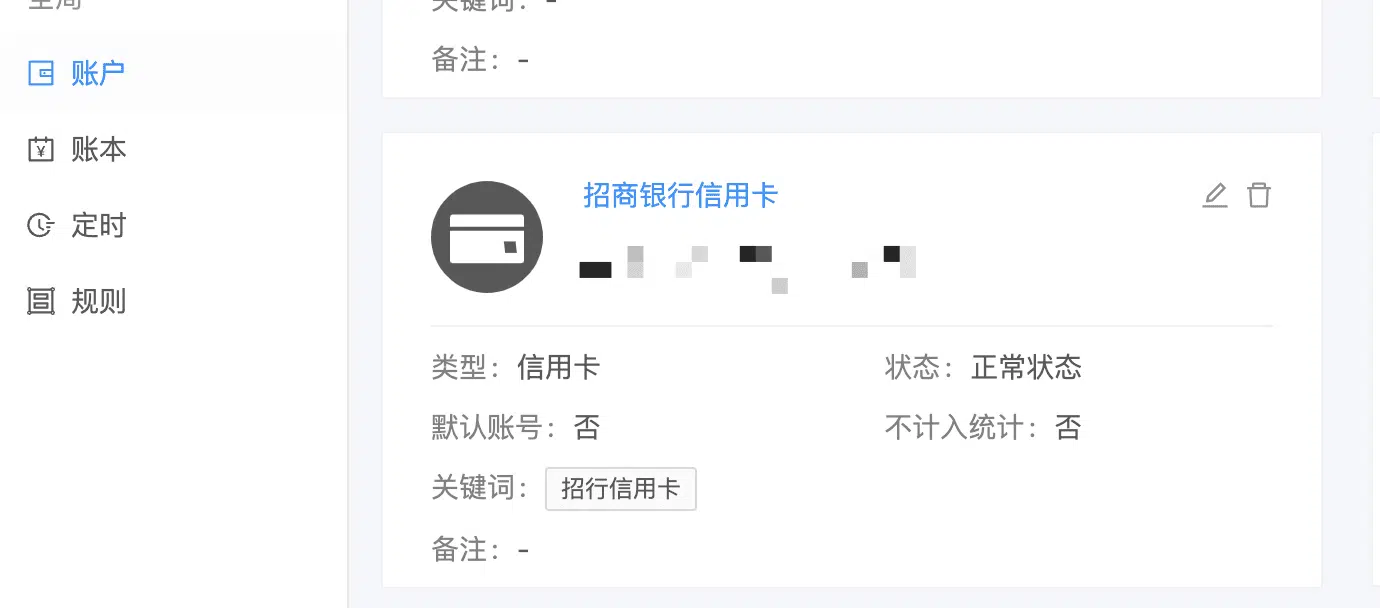 全局
账户
账本
定时
规则
关键词：-
备注：-
招商银行信用卡
类型：信用卡
状态：正常状态
默认账号：否
不计入统计：否
关键词：招行信用卡
备注：-